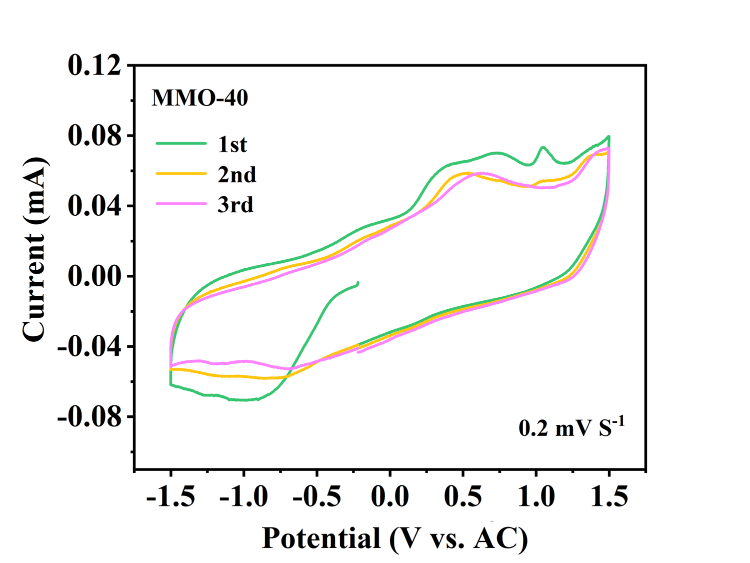 0.12
0.08
0.04
0.00
-0.04
-0.08
Current (mA)
MMO-40
1st
2nd
3rd
0.2 mV S⁻¹
-1.5 -1.0 -0.5 0.0 0.5 1.0 1.5
Potential (V vs. AC)